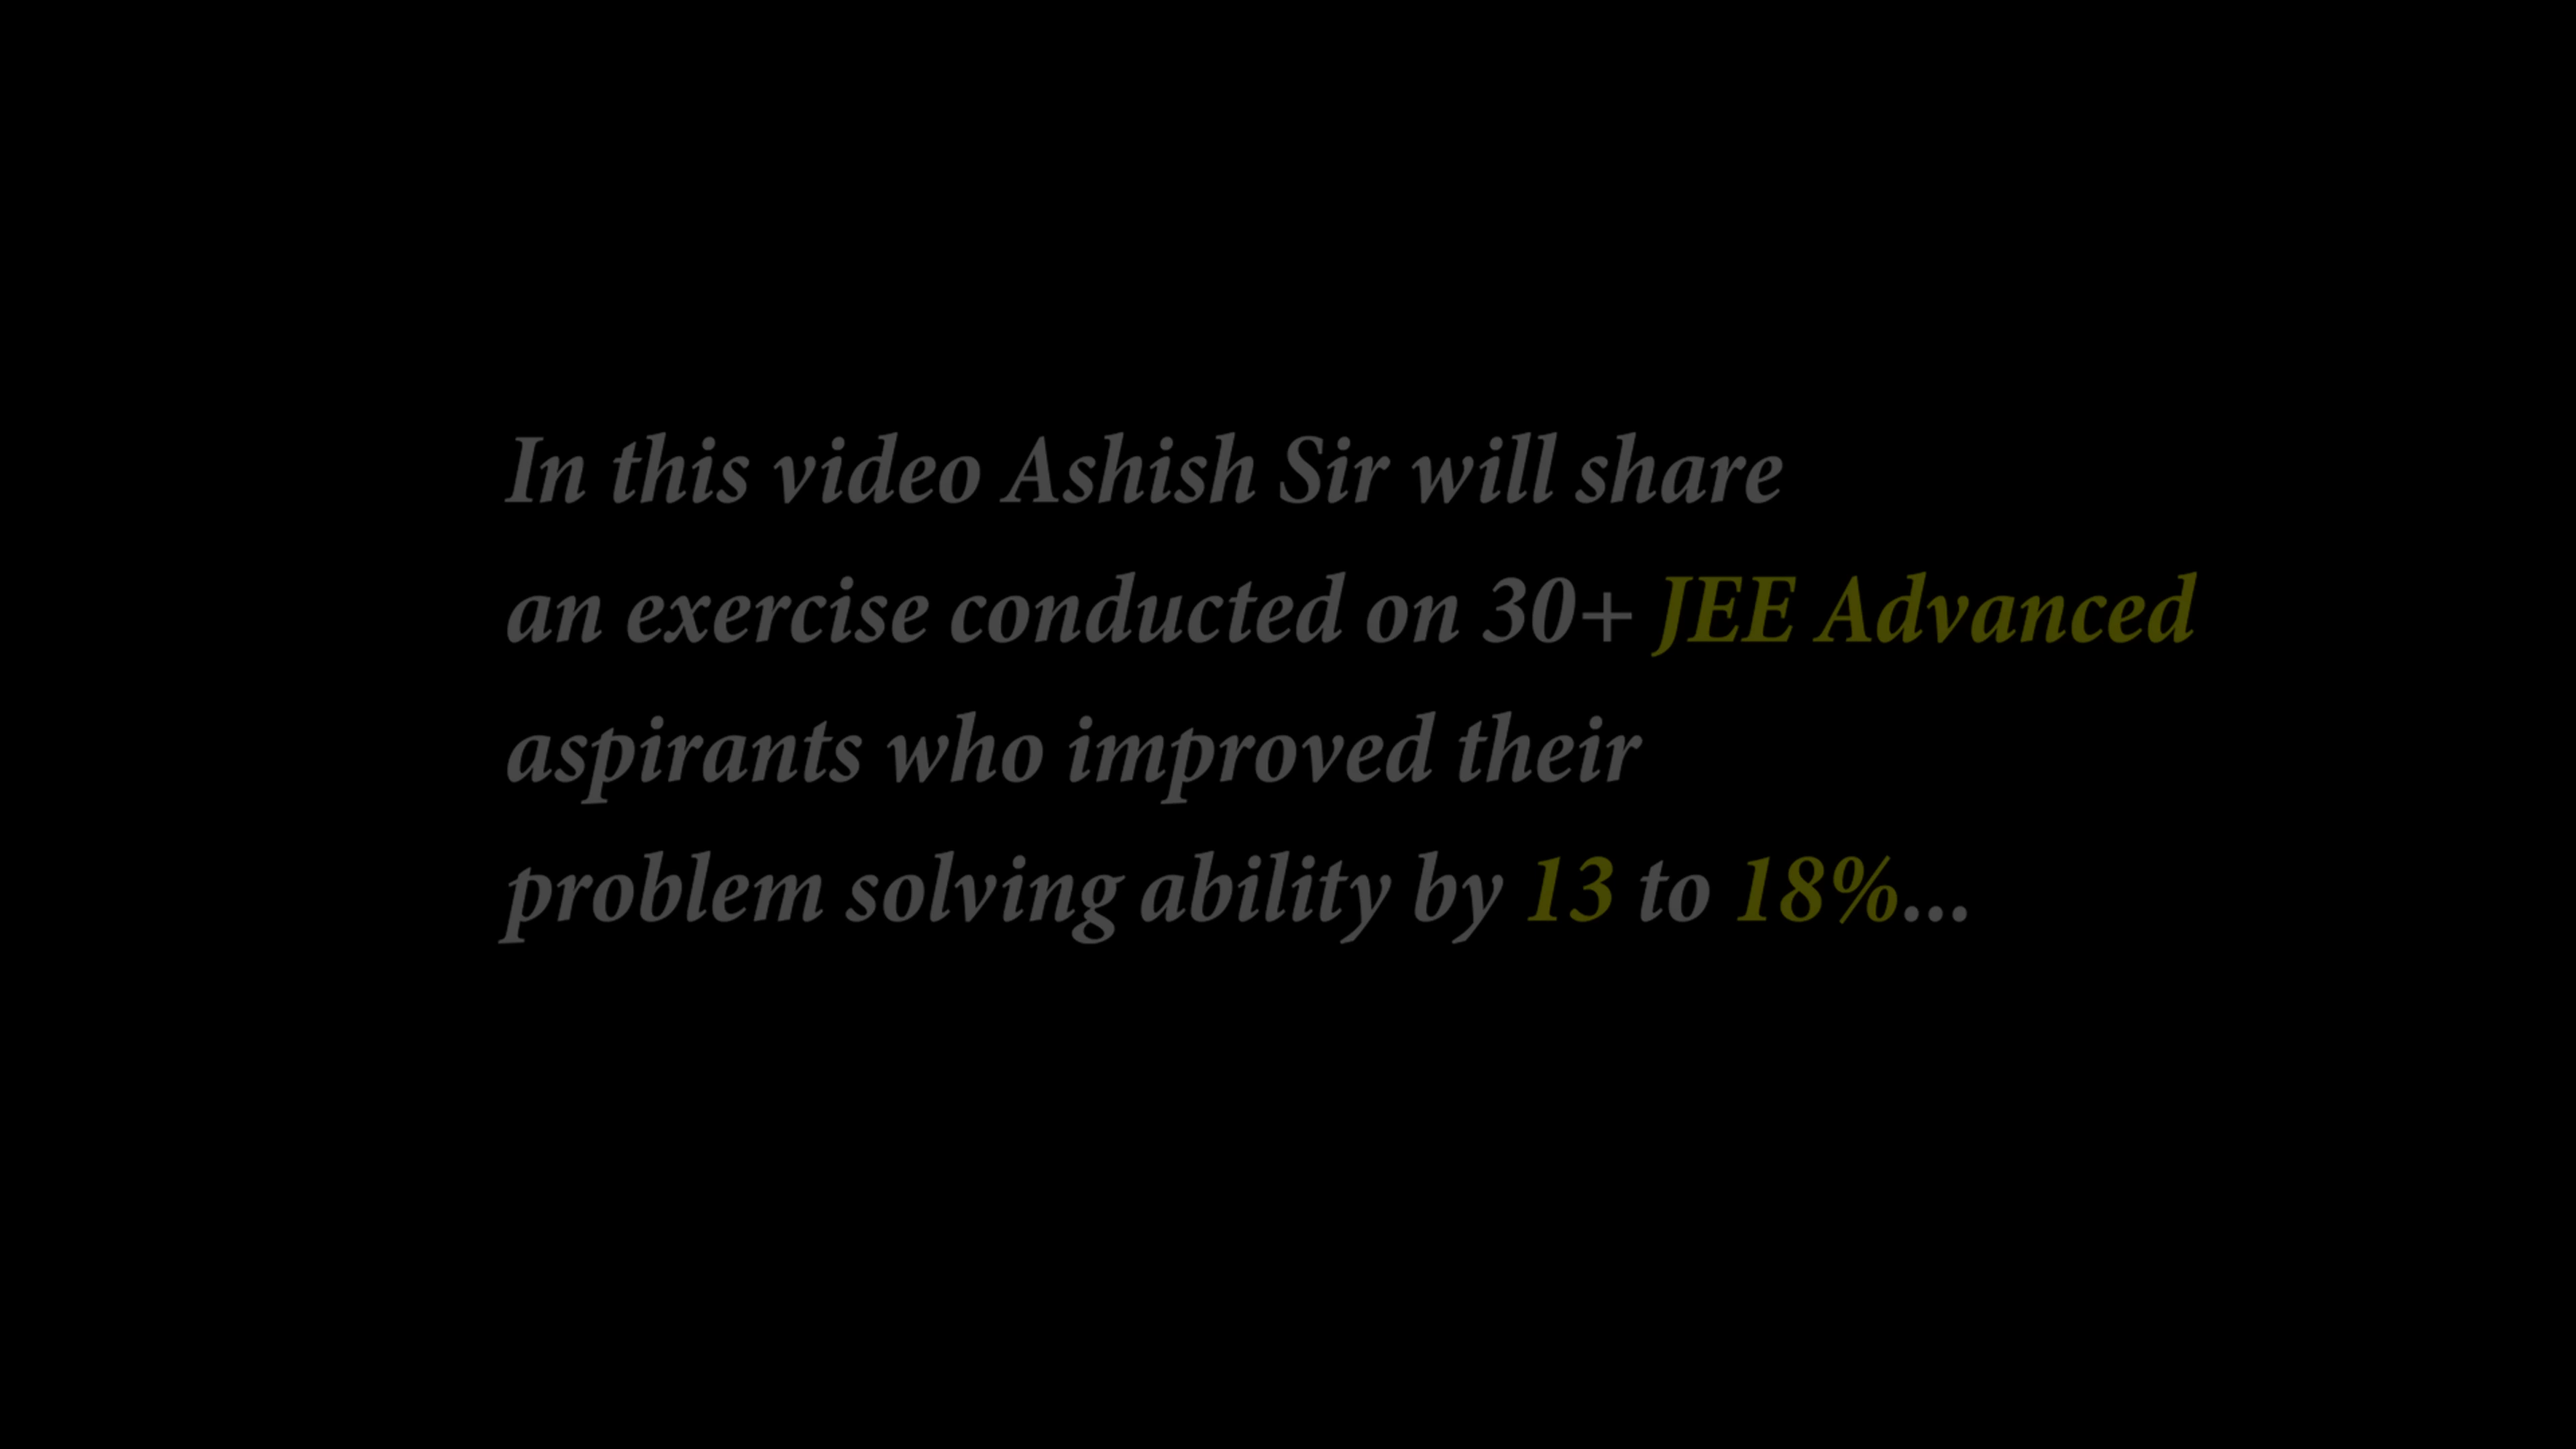 In this video Ashish Sir will share
an exercise conducted on 30+ JEE Advanced
aspirants who improved their
problem solving ability by 13 to 18%...